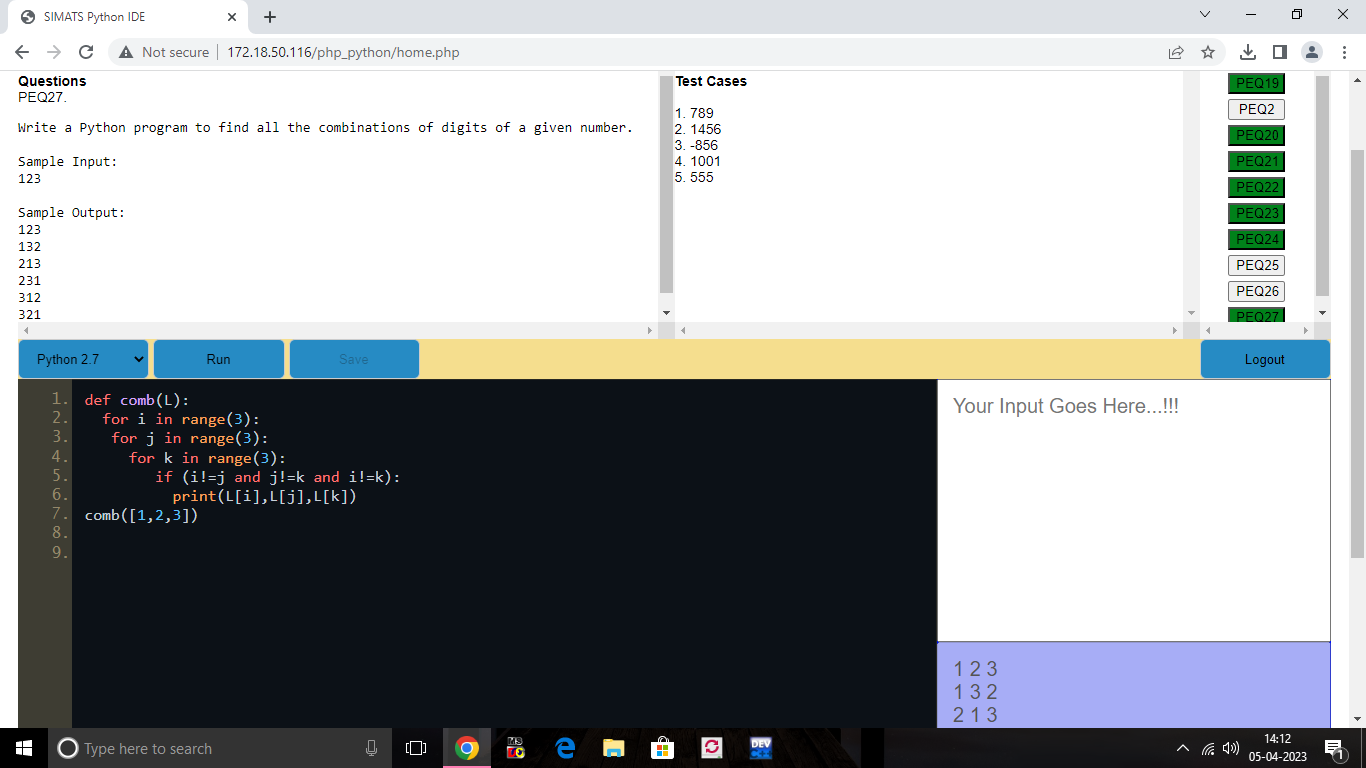 SIMATS Python IDE
Not secure
172.18.50.116/php_python/home.php
Questions
PEQ27.
Write a Python program to find all the combinations of digits of a given number.
Sample Input:
123
Sample Output:
123
132
213
231
312
321
Test Cases
1. 789
2. 1456
3. -856
4. 1001
5. 555
PEQ19
PEQ2
PEQ20
PEQ21
PEQ22
PEQ23
PEQ24
PEQ25
PEQ26
PEQ27
Python 2.7
Run
Save
Logout
1. def comb(L):
2. for i in range(3):
3. for j in range(3):
4. for k in range(3):
5. if (i!=j and j!=k and i!=k):
6. print(L[i],L[j],L[k])
7. comb([1,2,3])
8.
9.
Your Input Goes Here...!!!
1 2 3
1 3 2
2 1 3
Type here to search
DEV
14:12
05-04-2023
1